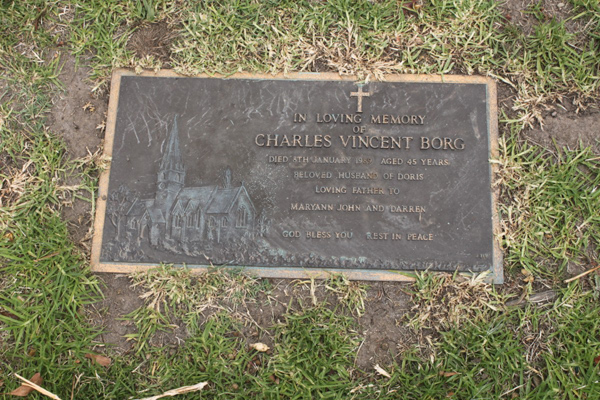 IN LOVING MEMORY
OF
CHARLES VINCENT BORG
DIED 8TH JANUARY AGED 45 YEARS.
BELOVED HUSBAND OF DORIS
LOVING FATHER TO
MARYANN JOHN AND DARREN
GOD BLESS YOU REST IN PEACE